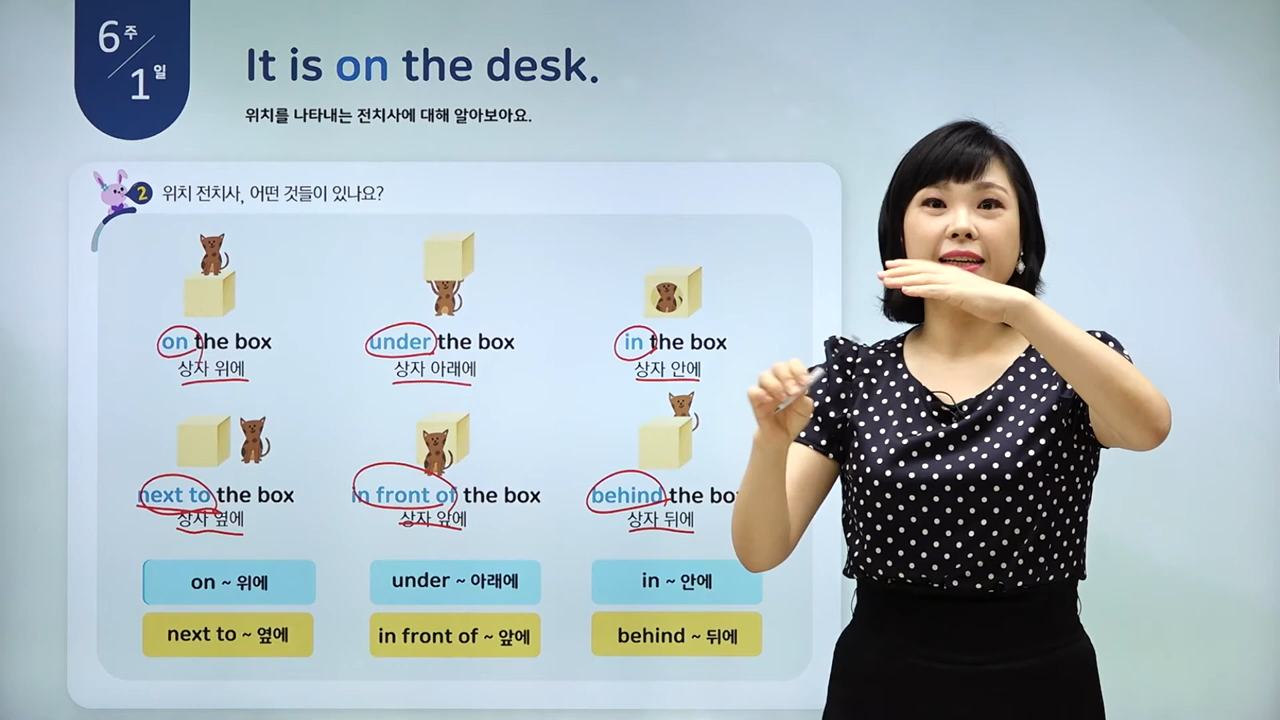 6주
1일
It is on the desk.
위치를 나타내는 전치사에 대해 알아보아요.
2 위치 전치사, 어떤 것들이 있나요?
on the box
under the box
in the box
상자 위에
상자 아래에
상자 안에
next to the box
in front of the box
behind the bo
상자 옆에
상자 앞에
상자 뒤에
on ~ 위에
under ~ 아래에
in ~ 안에
next to ~ 옆에
in front of ~ 앞에
behind ~ 뒤에